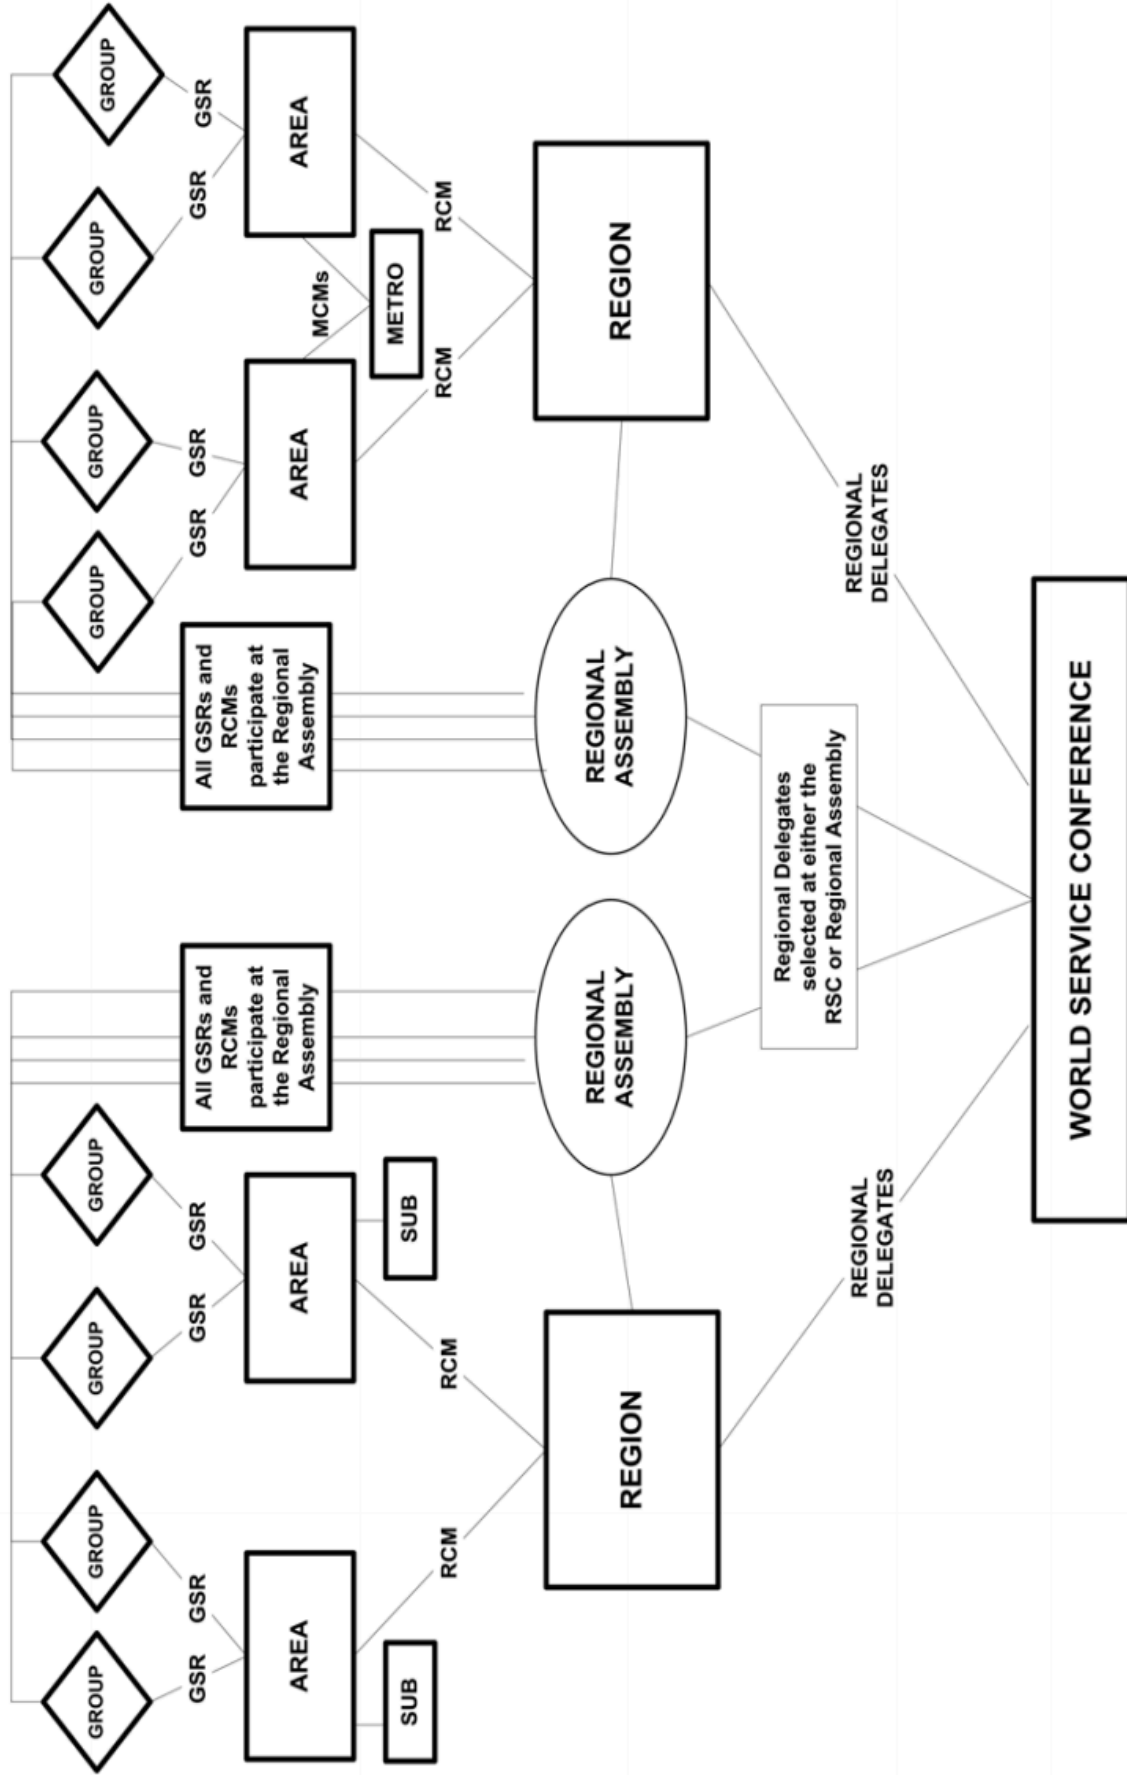 GROUP
GROUP
GROUP
GROUP
GROUP
GROUP
GROUP
GROUP
GSR
GSR
GSR
GSR
All GSRs and
RCMs
participate at
the Regional
Assembly
All GSRs and
RCMs
participate at
the Regional
Assembly
GSR
GSR
GSR
GSR
AREA
AREA
AREA
MCMs
AREA
SUB
SUB
METRO
RCM
RCM
RCM
RCM
REGION
REGIONAL
ASSEMBLY
REGIONAL
ASSEMBLY
REGION
Regional Delegates
selected at either the
RSC or Regional Assembly
REGIONAL
DELEGATES
REGIONAL
DELEGATES
WORLD SERVICE CONFERENCE